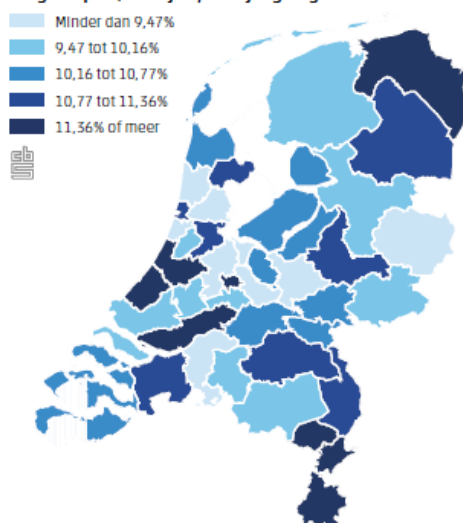 Minder dan 9,47%
9,47 tot 10,16%
10,16 tot 10,77%
10,77 tot 11,36%
11,36% of meer
cbs